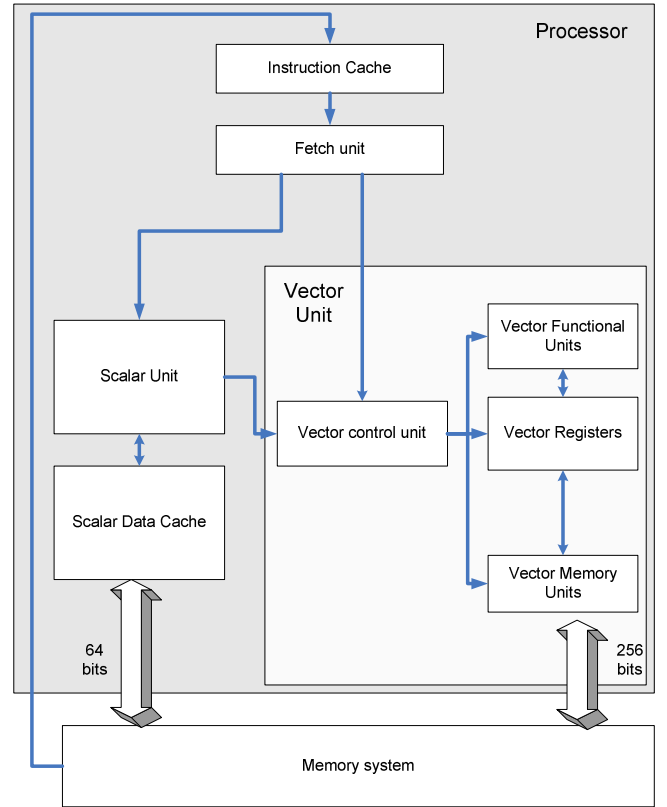 Processor
Instruction Cache
Fetch unit
Vector
Unit
Vector Functional
Units
Scalar Unit
Vector control unit
Vector Registers
Scalar Data Cache
Vector Memory
Units
64
bits
256
bits
Memory system